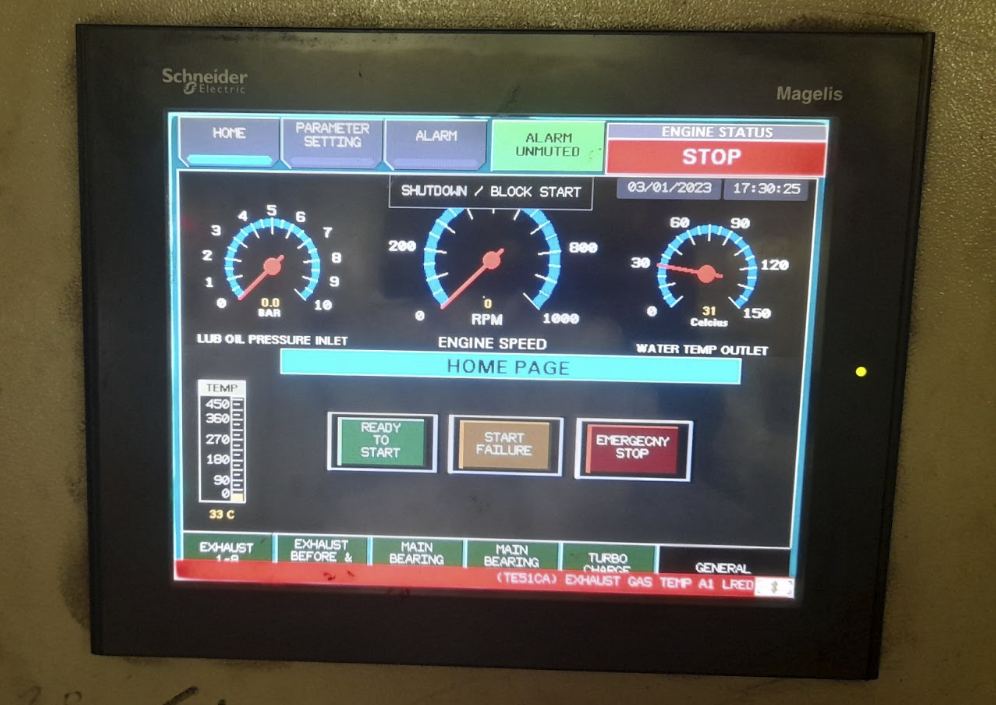 Schneider
Electric
Magelis
HOME
PARAMETER
SETTING
ALARM
ALARM
UNMUTED
ENGINE STATUS
STOP
SHUTDOWN / BLOCK START
03/01/2023
17:30:25
0
1
2
3
4
5
6
7
8
9
10
0.0
BAR
LUB OIL PRESSURE INLET
0
200
800
1000
0
RPM
ENGINE SPEED
0
30
60
90
120
150
31
Celcius
WATER TEMP OUTLET
HOME PAGE
TEMP
450
360
270
180
90
0
33 C
READY
TO
START
START
FAILURE
EMERGECNY
STOP
EXHAUST
1-8
EXHAUST
BEFORE &
MAIN
BEARING
MAIN
BEARING
TURBO
CHARGE
GENERAL
(TE51CA) EXHAUST GAS TEMP A1 LRED